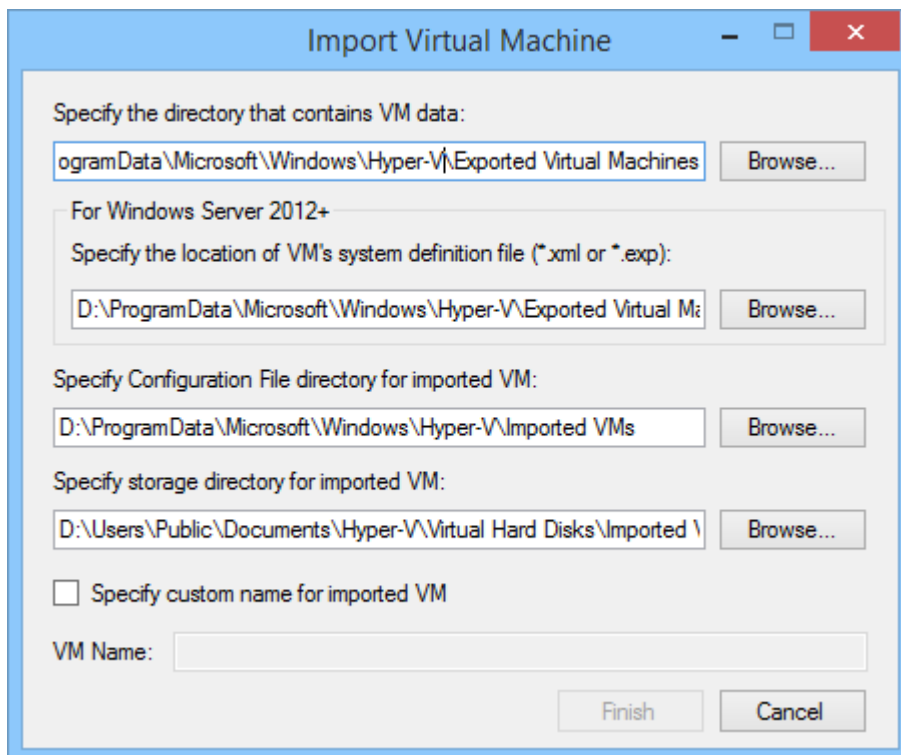 Import Virtual Machine
Specify the directory that contains VM data:
ogramData\Microsoft\Windows\Hyper-V\Exported Virtual Machines Browse...
For Windows Server 2012+
Specify the location of VM's system definition file (*.xml or *.exp):
D:\ProgramData\Microsoft\Windows\Hyper-V\Exported Virtual Ma Browse...
Specify Configuration File directory for imported VM:
D:\ProgramData\Microsoft\Windows\Hyper-V\Imported VMs Browse...
Specify storage directory for imported VM:
D:\Users\Public\Documents\Hyper-V\Virtual Hard Disks\Imported V Browse...
Specify custom name for imported VM
VM Name:
Finish Cancel